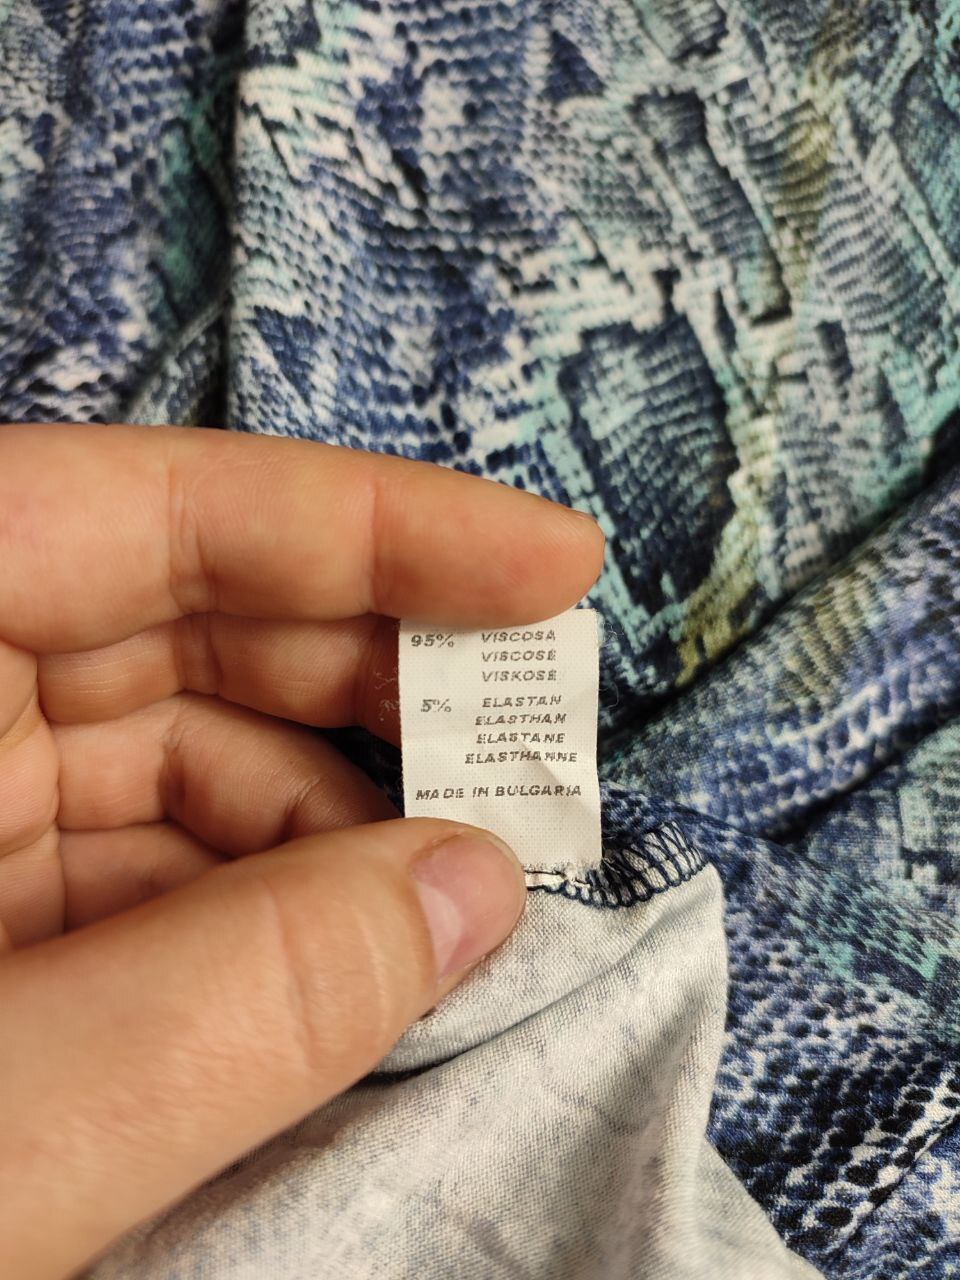 95% VISCOSA
VISCOSE
VISKOSE
5% ELASTAN
ELASTHAN
ELASTANE
ELASTHANNE
MADE IN BULGARIA